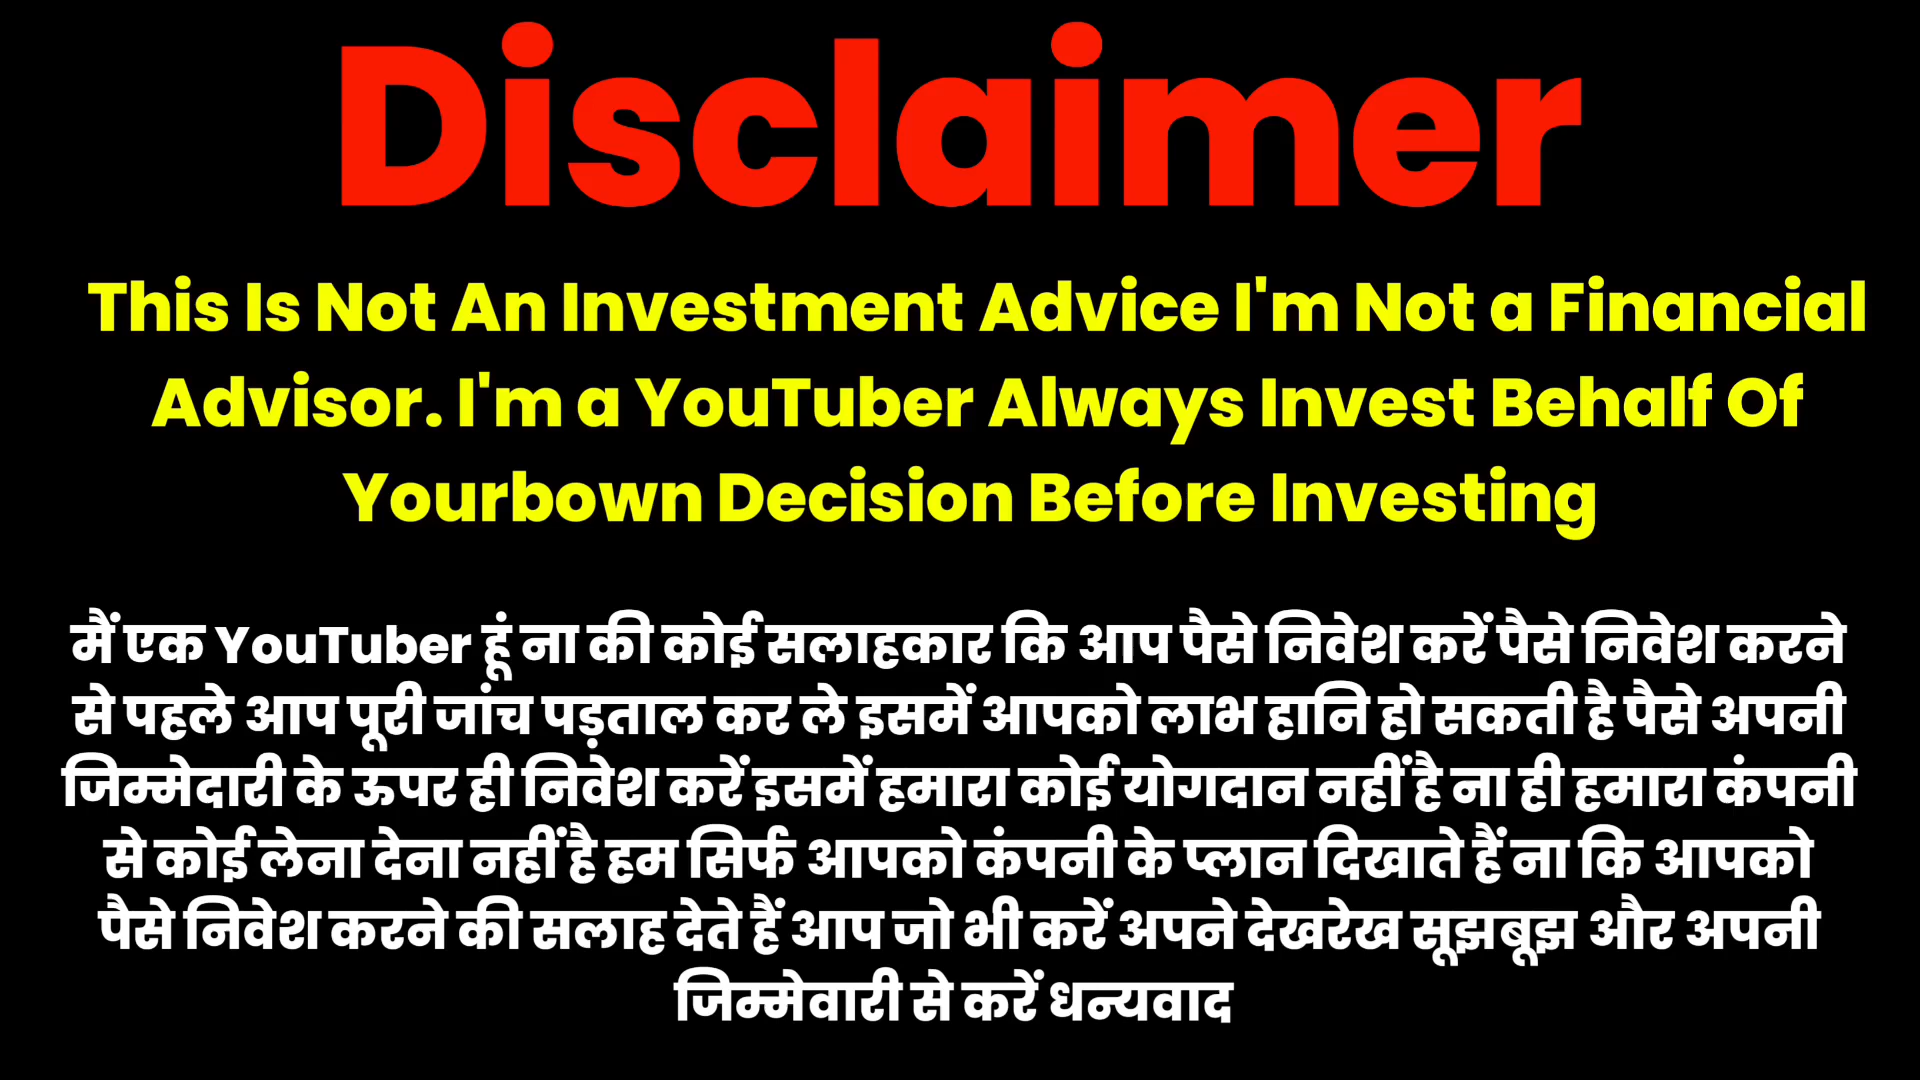 Disclaimer
This Is Not An Investment Advice I'm Not a Financial
Advisor. I'm a YouTuber Always Invest Behalf Of
Yourbown Decision Before Investing
मैं एक YouTuber हूं ना की कोई सलाहकार कि आप पैसे निवेश करें पैसे निवेश करने
से पहले आप पूरी जांच पड़ताल कर ले इसमें आपको लाभ हानि हो सकती है पैसे अपनी
जिम्मेदारी के ऊपर ही निवेश करें इसमें हमारा कोई योगदान नहीं है ना ही हमारा कंपनी
से कोई लेना देना नहीं है हम सिर्फ आपको कंपनी के प्लान दिखाते हैं ना कि आपको
पैसे निवेश करने की सलाह देते हैं आप जो भी करें अपने देखरेख सूझबूझ और अपनी
जिम्मेवारी से करें धन्यवाद